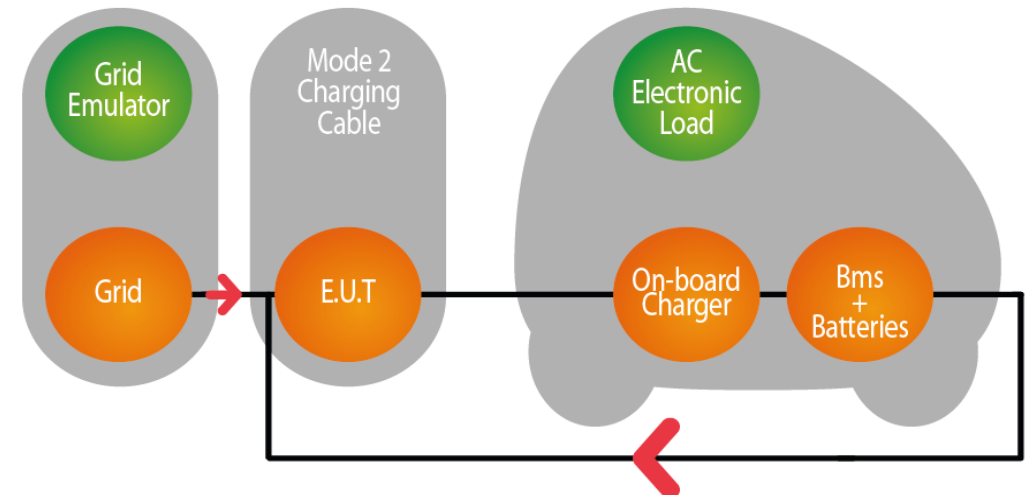 Grid
Emulator
Mode 2
Charging
Cable
AC
Electronic
Load
Grid
E.U.T
On-board
Charger
Bms
+
Batteries